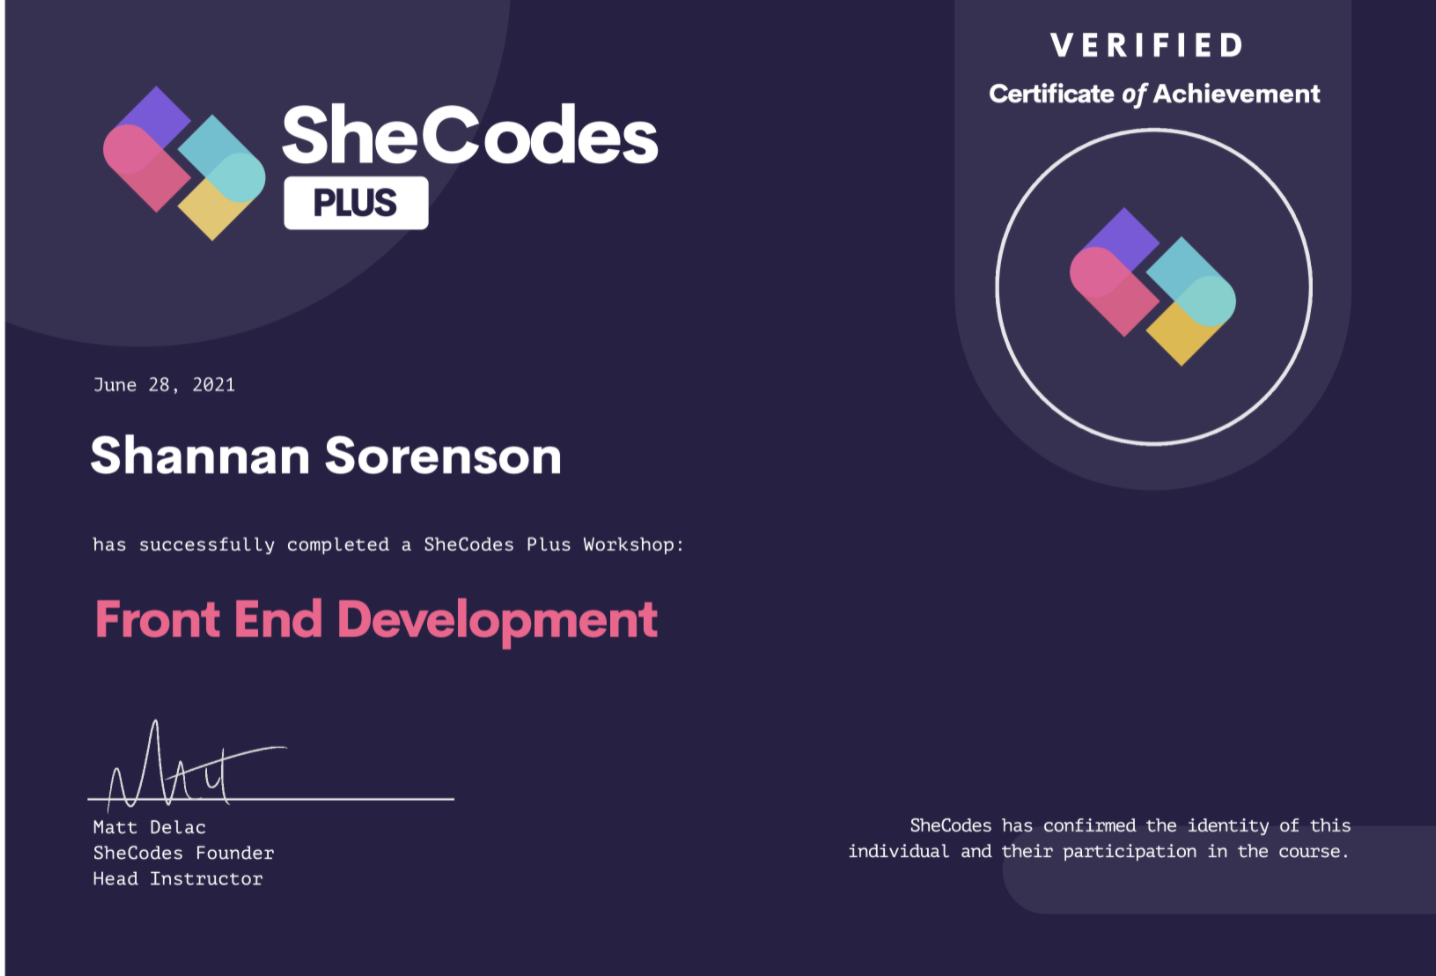 SheCodes
PLUS
VERIFIED
Certificate of Achievement
June 28, 2021
Shannan Sorenson
has successfully completed a SheCodes Plus Workshop:
Front End Development
Matt
Matt Delac
SheCodes Founder
Head Instructor
SheCodes has confirmed the identity of this
individual and their participation in the course.